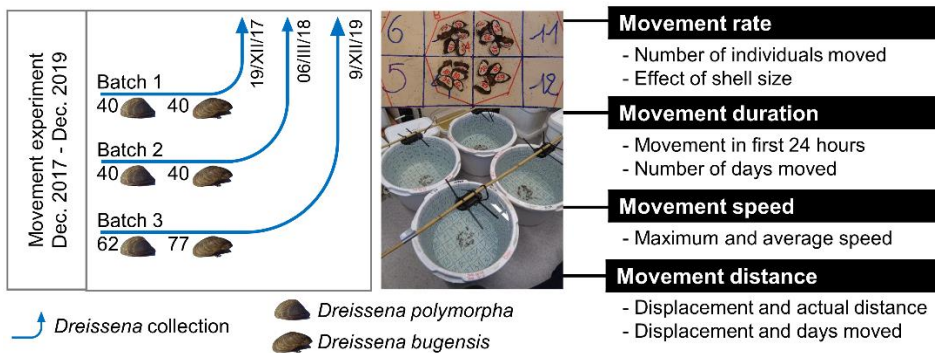 Movement experiment
Dec. 2017 - Dec. 2019
Batch 1
40 40
19/XII/17
Batch 2
40 40
06/III/18
Batch 3
62 77
9/XII/19
Dreissena collection
Dreissena polymorpha
Dreissena bugensis
6 11
5 12
Movement rate
- Number of individuals moved
- Effect of shell size
Movement duration
- Movement in first 24 hours
- Number of days moved
Movement speed
- Maximum and average speed
Movement distance
- Displacement and actual distance
- Displacement and days moved